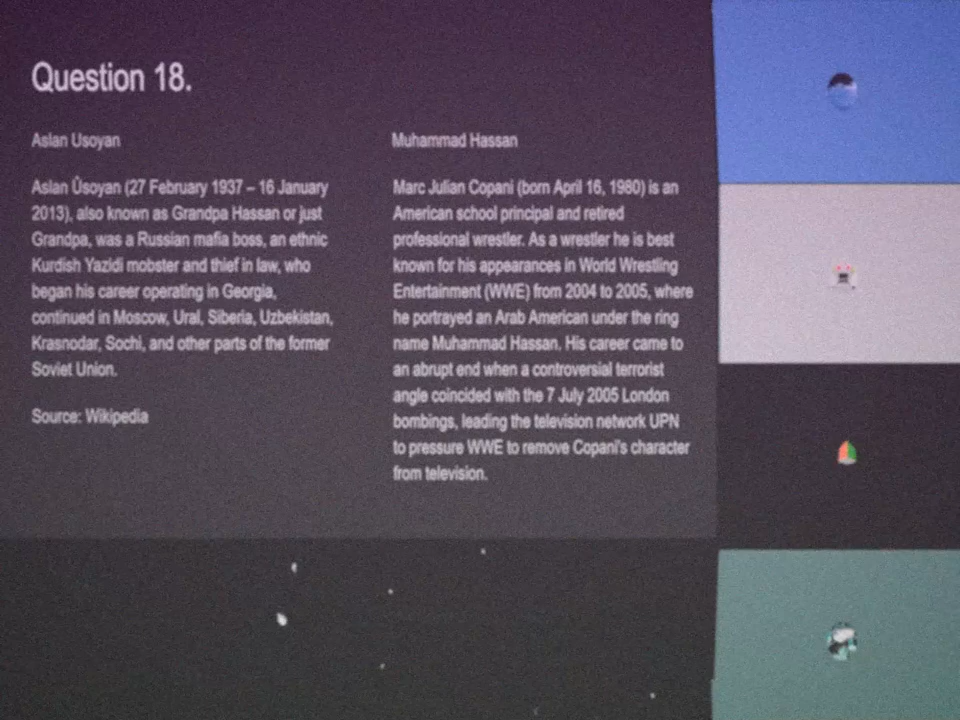 Question 18.
Aslan Usoyan
Aslan Ûsoyan (27 February 1937 – 16 January
2013), also known as Grandpa Hassan or just
Grandpa, was a Russian mafia boss, an ethnic
Kurdish Yazidi mobster and thief in law, who
began his career operating in Georgia,
continued in Moscow, Ural, Siberia, Uzbekistan,
Krasnodar, Sochi, and other parts of the former
Soviet Union.
Source: Wikipedia
Muhammad Hassan
Marc Julian Copani (born April 16, 1980) is an
American school principal and retired
professional wrestler. As a wrestler he is best
known for his appearances in World Wrestling
Entertainment (WWE) from 2004 to 2005, where
he portrayed an Arab American under the ring
name Muhammad Hassan. His career came to
an abrupt end when a controversial terrorist
angle coincided with the 7 July 2005 London
bombings, leading the television network UPN
to pressure WWE to remove Copani's character
from television.